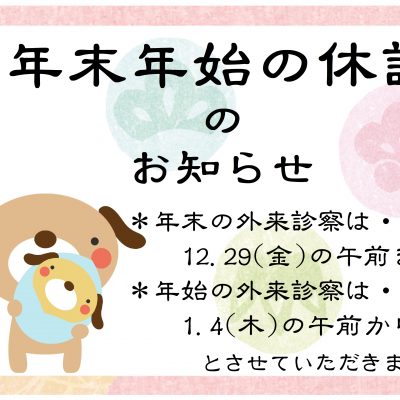 年末年始の休診
の
お知らせ
＊年末の外来診察は・
12.29(金)の午前ま
＊年始の外来診察は・
1.4(木)の午前から
とさせていただきま